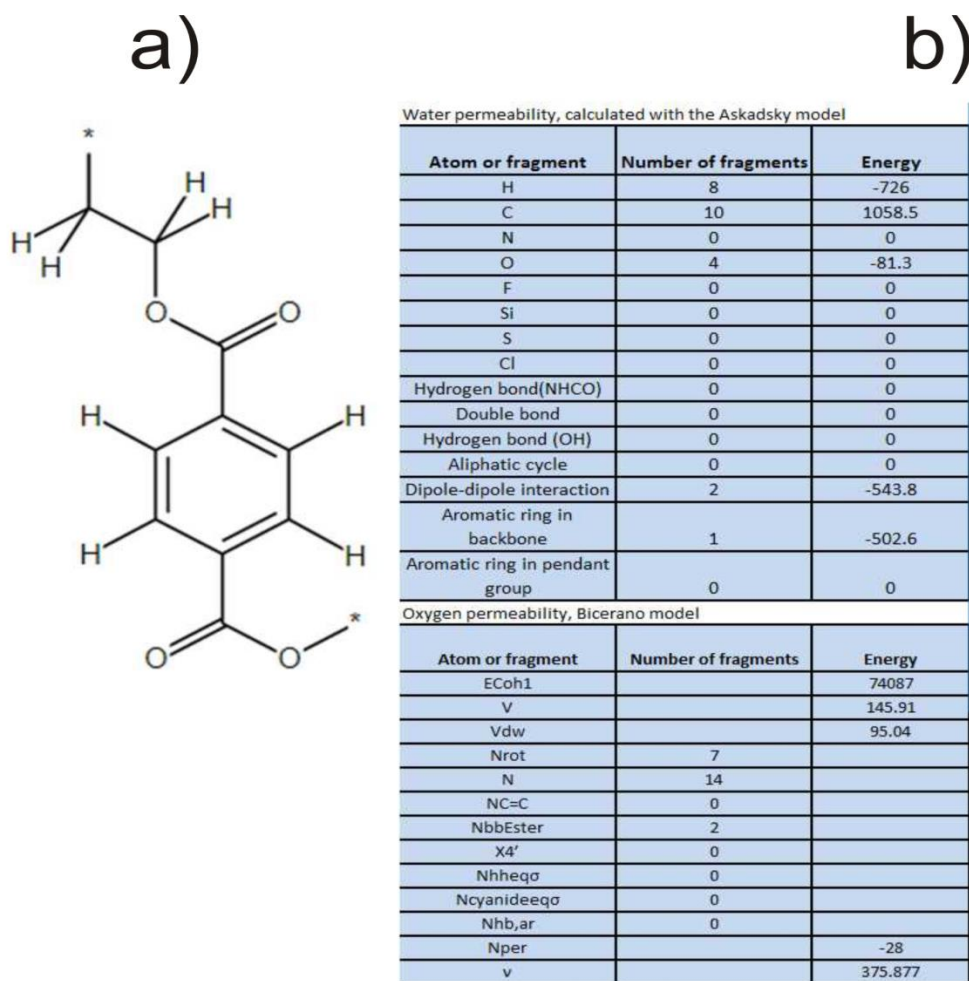 a)
b)
*
H
H
H
H
O
O
H
H
H
H
O
O
*
Water permeability, calculated with the Askadsky model
Atom or fragment Number of fragments Energy
H 8 -726
C 10 1058.5
N 0 0
O 4 -81.3
F 0 0
Si 0 0
S 0 0
Cl 0 0
Hydrogen bond(NHCO) 0 0
Double bond 0 0
Hydrogen bond (OH) 0 0
Aliphatic cycle 0 0
Dipole-dipole interaction 2 -543.8
Aromatic ring in
backbone 1 -502.6
Aromatic ring in pendant
group 0 0
Oxygen permeability, Bicerano model
Atom or fragment Number of fragments Energy
ECoh1 74087
V 145.91
Vdw 95.04
Nrot 7
N 14
NC=C 0
NbbEster 2
X4′ 0
Nhheqσ 0
Ncyanideeqσ 0
Nhb,ar 0
Nper -28
ν 375.877